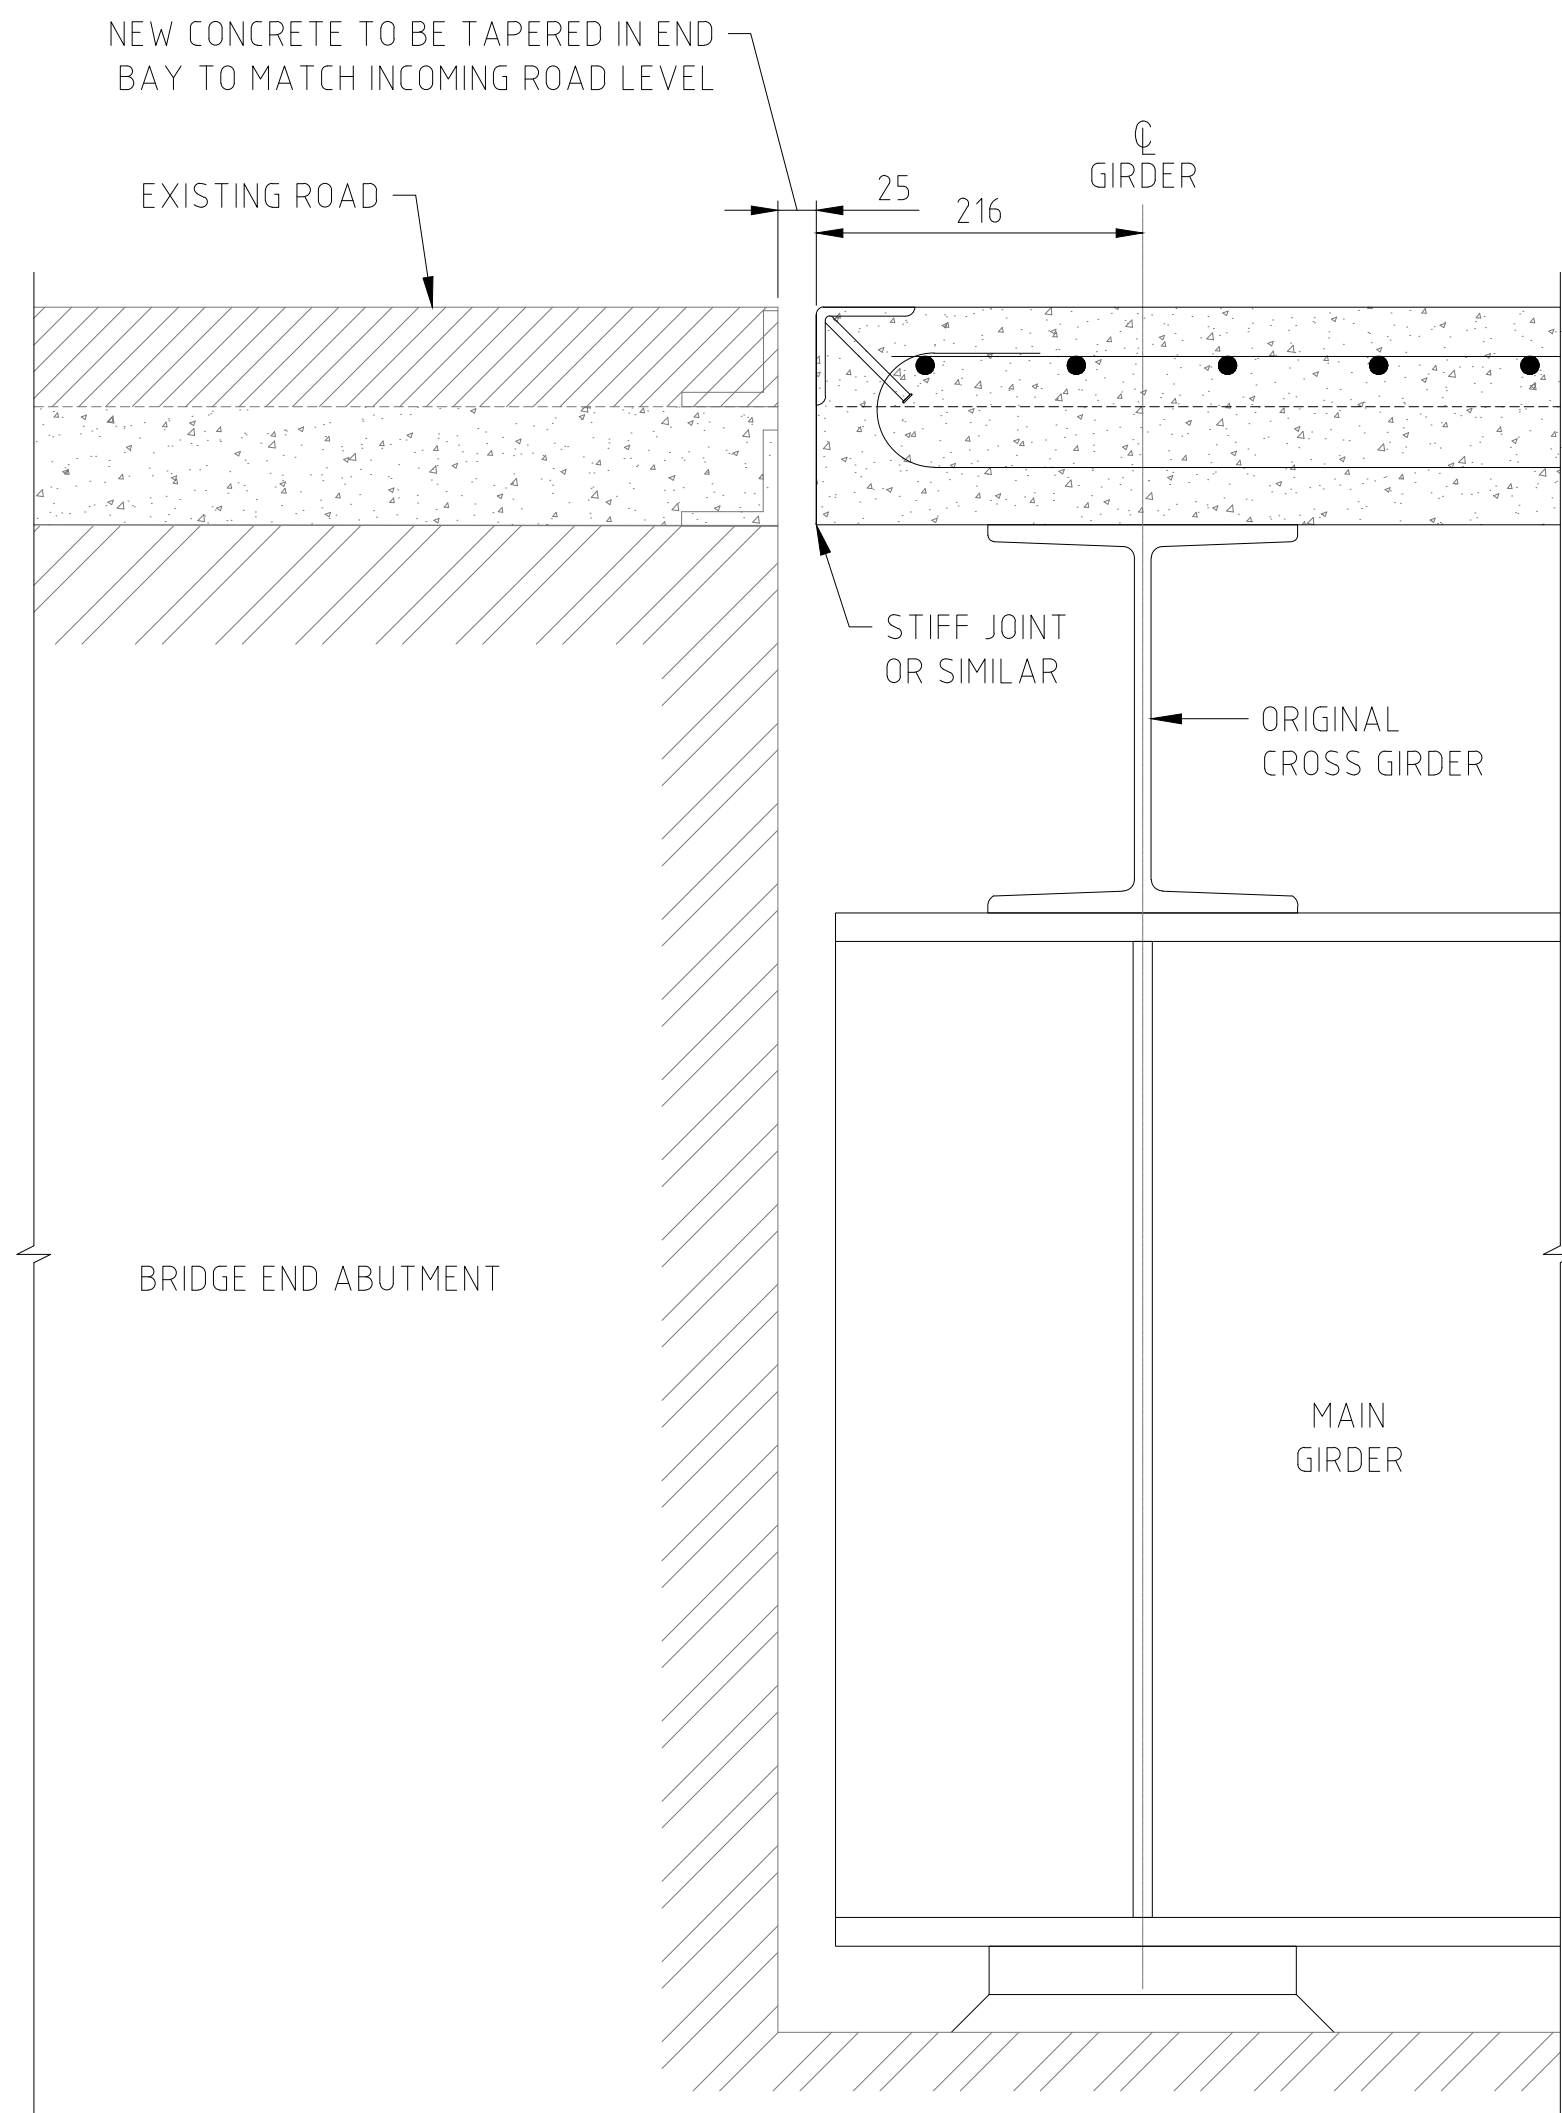 NEW CONCRETE TO BE TAPERED IN END
BAY TO MATCH INCOMING ROAD LEVEL
℄
GIRDER
EXISTING ROAD
25
216
STIFF JOINT
OR SIMILAR
ORIGINAL
CROSS GIRDER
BRIDGE END ABUTMENT
MAIN
GIRDER